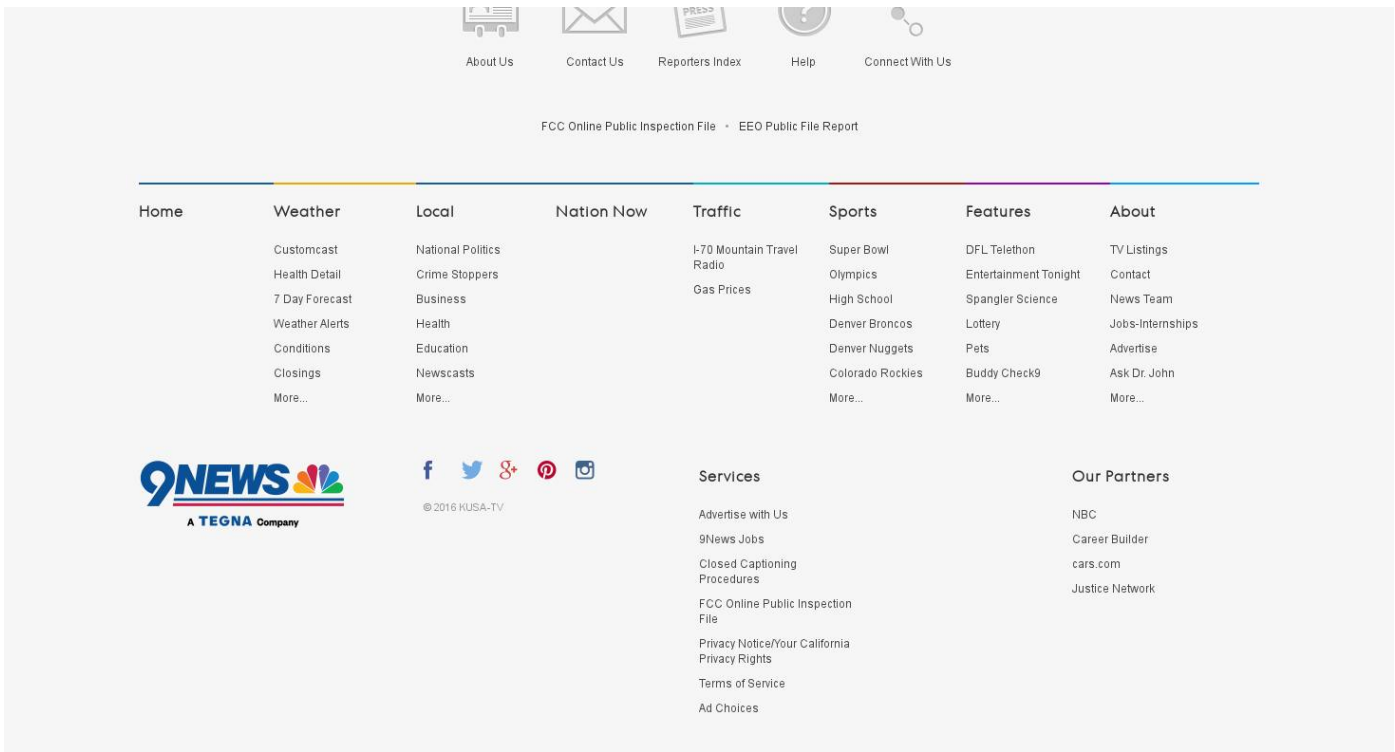 PRESS
About Us Contact Us Reporters Index Help Connect With Us
FCC Online Public Inspection File • EEO Public File Report
Home
Weather
Customcast
Health Detail
7 Day Forecast
Weather Alerts
Conditions
Closings
More...
Local
National Politics
Crime Stoppers
Business
Health
Education
Newscasts
More...
Nation Now
Traffic
I-70 Mountain Travel
Radio
Gas Prices
Sports
Super Bowl
Olympics
High School
Denver Broncos
Denver Nuggets
Colorado Rockies
More...
Features
DFL Telethon
Entertainment Tonight
Spangler Science
Lottery
Pets
Buddy Check9
More...
About
TV Listings
Contact
News Team
Jobs-Internships
Advertise
Ask Dr. John
More...
9NEWS
A TEGNA Company
© 2016 KUSA-TV
Services
Advertise with Us
9News Jobs
Closed Captioning
Procedures
FCC Online Public Inspection
File
Privacy Notice/Your California
Privacy Rights
Terms of Service
Ad Choices
Our Partners
NBC
Career Builder
cars.com
Justice Network